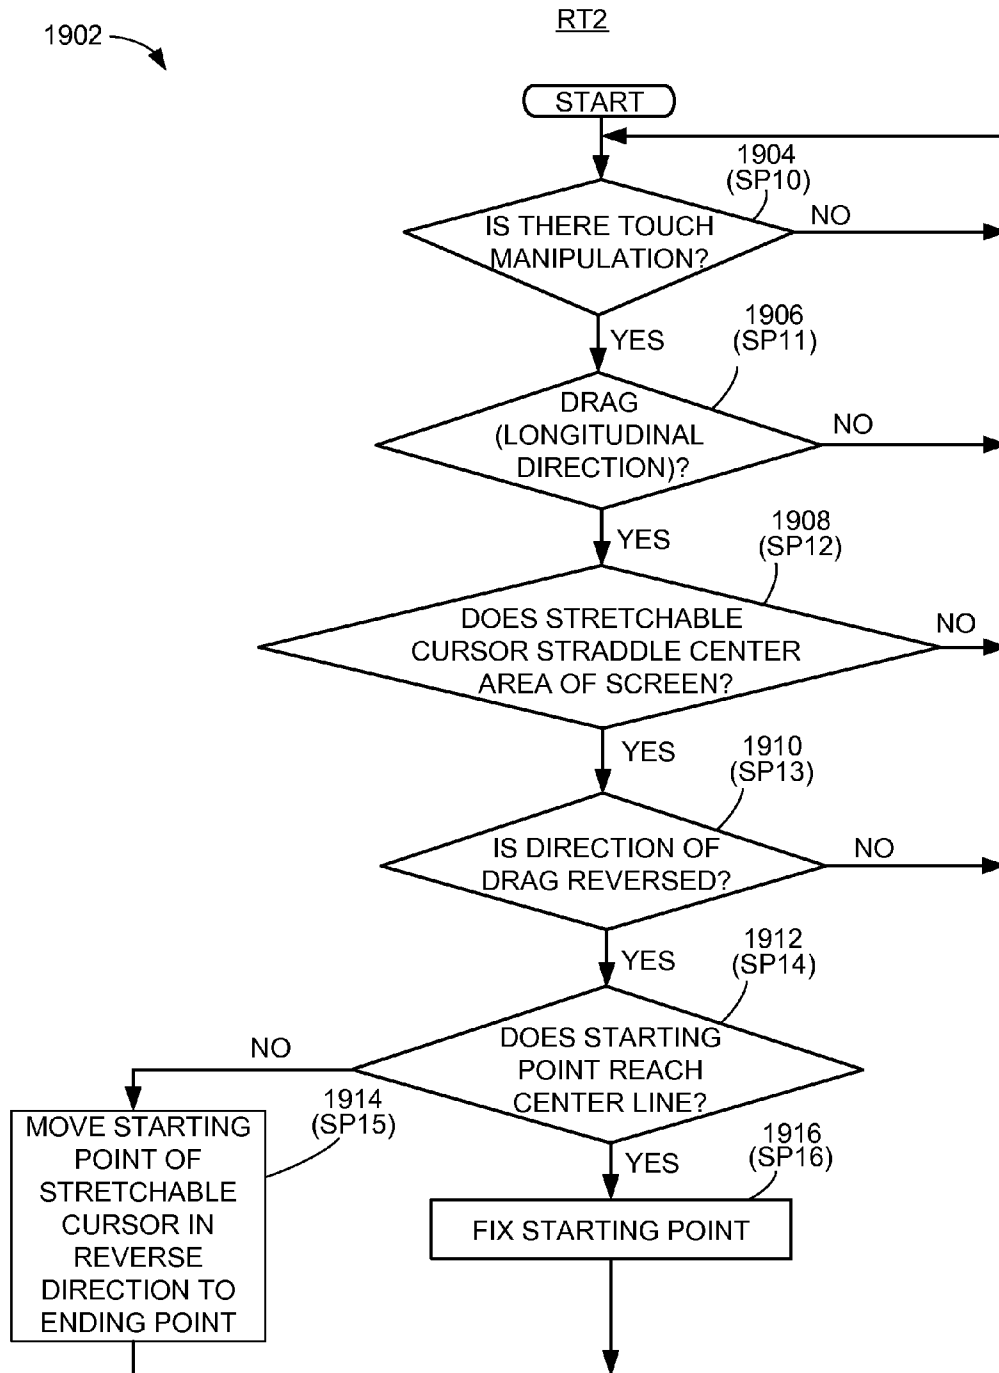 RT2
1902
START
1904
(SP10)
IS THERE TOUCH
MANIPULATION?
NO
YES
1906
(SP11)
DRAG
(LONGITUDINAL
DIRECTION)?
NO
YES
1908
(SP12)
DOES STRETCHABLE
CURSOR STRADDLE CENTER
AREA OF SCREEN?
NO
YES
1910
(SP13)
IS DIRECTION OF
DRAG REVERSED?
NO
YES
1912
(SP14)
DOES STARTING
POINT REACH
CENTER LINE?
NO
1914
(SP15)
MOVE STARTING
POINT OF
STRETCHABLE
CURSOR IN
REVERSE
DIRECTION TO
ENDING POINT
YES
1916
(SP16)
FIX STARTING POINT